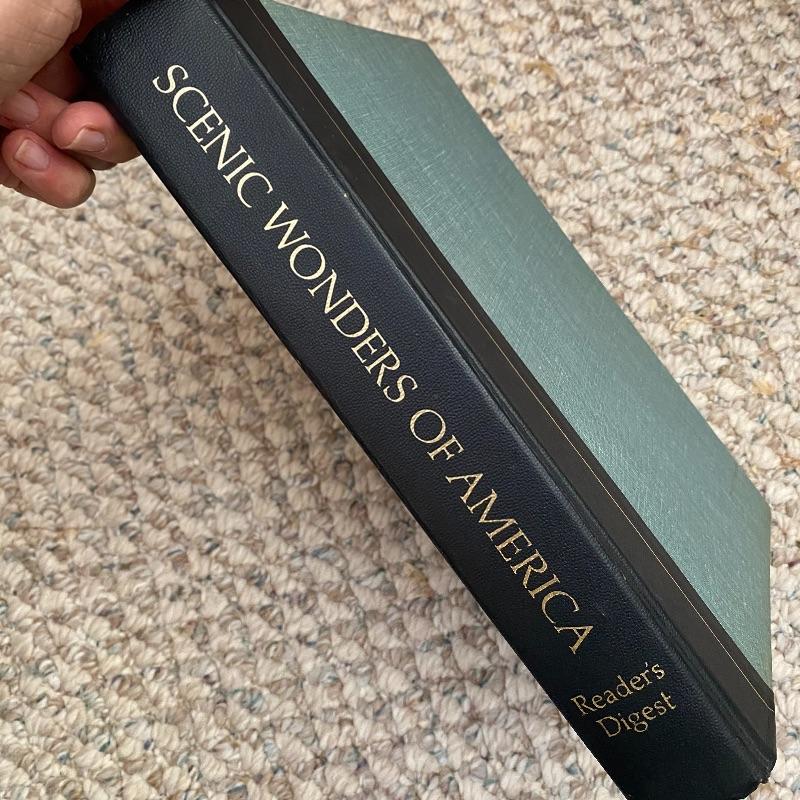 SCENIC WONDERS OF AMERICA
Reader's
Digest